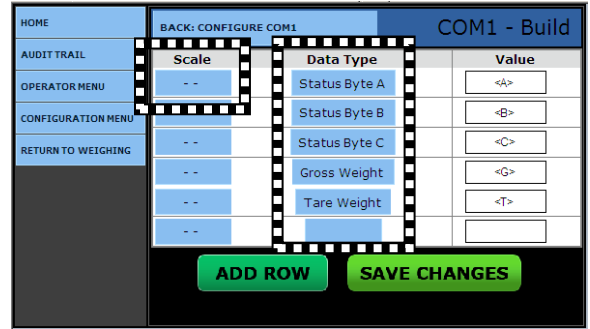 HOME
BACK: CONFIGURE COM1
COM1 - Build
AUDIT TRAIL
OPERATOR MENU
CONFIGURATION MENU
RETURN TO WEIGHING
Scale Data Type Value
- - Status Byte A <A>
Status Byte B <B>
- - Status Byte C <C>
- - Gross Weight <G>
- - Tare Weight <T>
- -
ADD ROW SAVE CHANGES